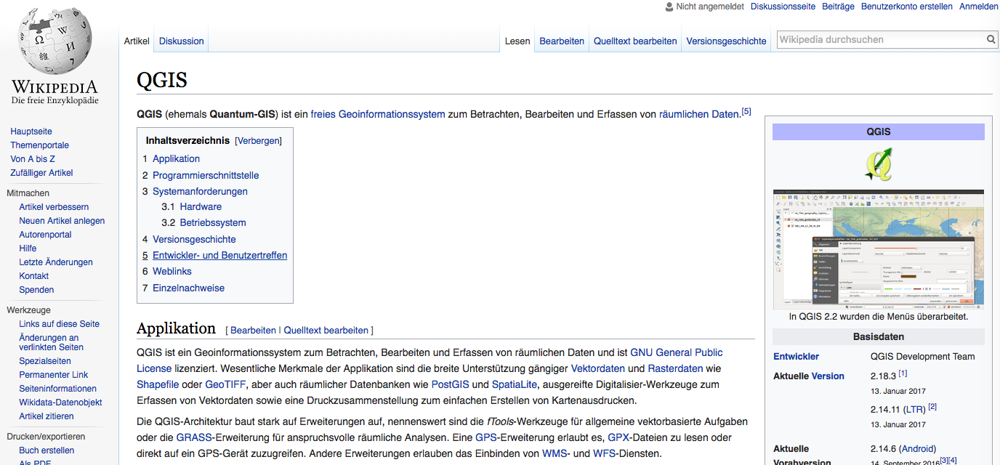 Nicht angemeldet Diskussionsseite Beiträge Benutzerkonto erstellen Anmelden
WIKIPEDIA
Die freie Enzyklopädie
Artikel Diskussion Lesen Bearbeiten Quelltext bearbeiten Versionsgeschichte Wikipedia durchsuchen
Hauptseite
Themenportale
Von A bis Z
Zufälliger Artikel
Mitmachen
Artikel verbessern
Neuen Artikel anlegen
Autorenportal
Hilfe
Letzte Änderungen
Kontakt
Spenden
Werkzeuge
Links auf diese Seite
Änderungen an
verlinkten Seiten
Spezialseiten
Permanenter Link
Seiteninformationen
Wikidata-Datenobjekt
Artikel zitieren
Drucken/exportieren
Buch erstellen
Als PDF
QGIS
QGIS (ehemals Quantum-GIS) ist ein freies Geoinformationssystem zum Betrachten, Bearbeiten und Erfassen von räumlichen Daten.[5]
Inhaltsverzeichnis [Verbergen]
1 Applikation
2 Programmierschnittstelle
3 Systemanforderungen
3.1 Hardware
3.2 Betriebssystem
4 Versionsgeschichte
5 Entwickler- und Benutzertreffen
6 Weblinks
7 Einzelnachweise
Applikation [ Bearbeiten | Quelltext bearbeiten ]
QGIS ist ein Geoinformationssystem zum Betrachten, Bearbeiten und Erfassen von räumlichen Daten und ist GNU General Public
License lizenziert. Wesentliche Merkmale der Applikation sind die breite Unterstützung gängiger Vektordaten und Rasterdaten wie
Shapefile oder GeoTIFF, aber auch räumlicher Datenbanken wie PostGIS und SpatiaLite, ausgereifte Digitalisier-Werkzeuge zum
Erfassen von Vektordaten sowie eine Druckzusammenstellung zum einfachen Erstellen von Kartenausdrucken.
Die QGIS-Architektur baut stark auf Erweiterungen auf, nennenswert sind die fTools-Werkzeuge für allgemeine vektorbasierte Aufgaben
oder die GRASS-Erweiterung für anspruchsvolle räumliche Analysen. Eine GPS-Erweiterung erlaubt es, GPX-Dateien zu lesen oder
direkt auf ein GPS-Gerät zuzugreifen. Andere Erweiterungen erlauben das Einbinden von WMS- und WFS-Diensten.
QGIS
In QGIS 2.2 wurden die Menüs überarbeitet.
Basisdaten
Entwickler QGIS Development Team
Aktuelle Version 2.18.3 [1]
13. Januar 2017
2.14.11 (LTR) [2]
13. Januar 2017
Aktuelle 2.14.6 (Android)
Vorabversion 14. September 2016[3][4]